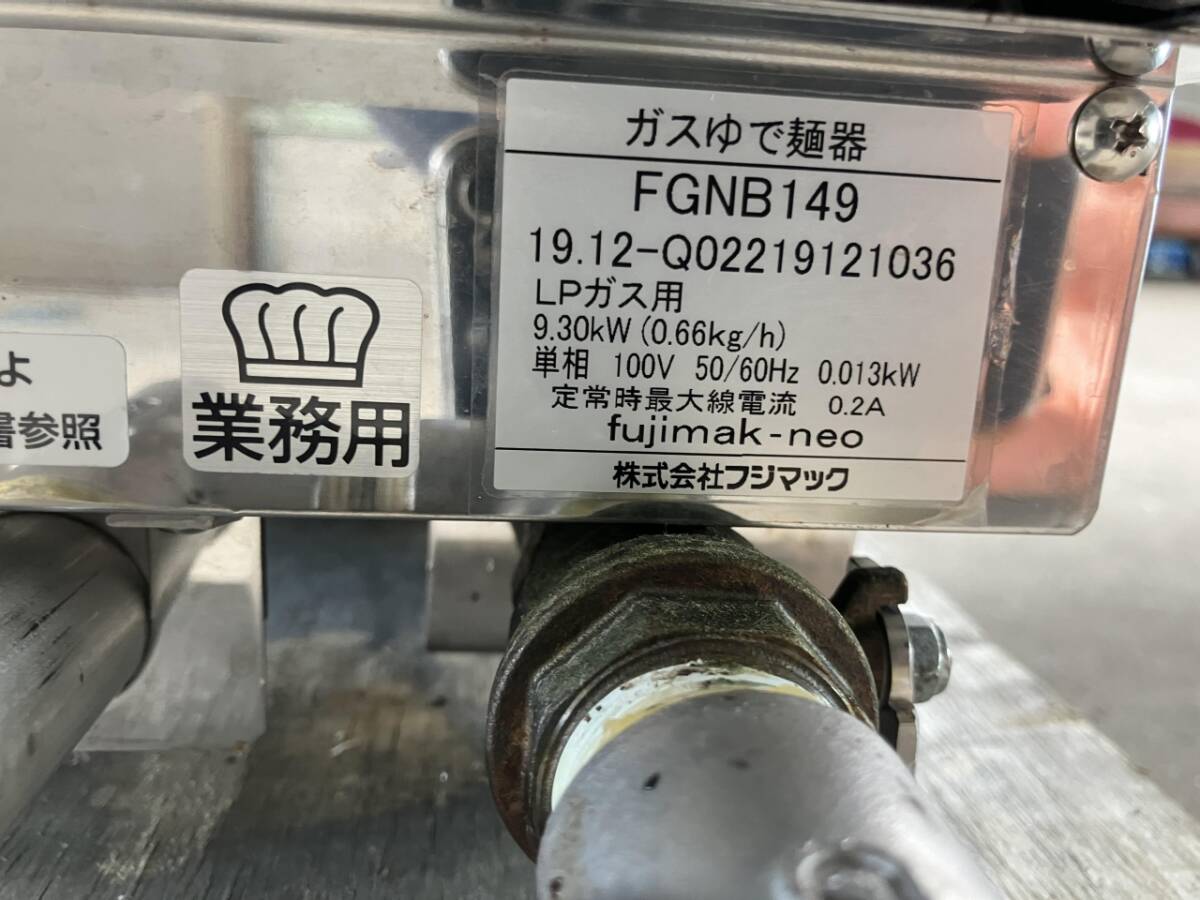 ガスゆで麺器
FGNB149
19.12-Q02219121036
LPガス用
9.30kW(0.66kg/h)
単相 100V 50/60Hz 0.013kW
定常時最大線電流 0.2A
fujimak-neo
株式会社フジマック
業務用
よ
書参照